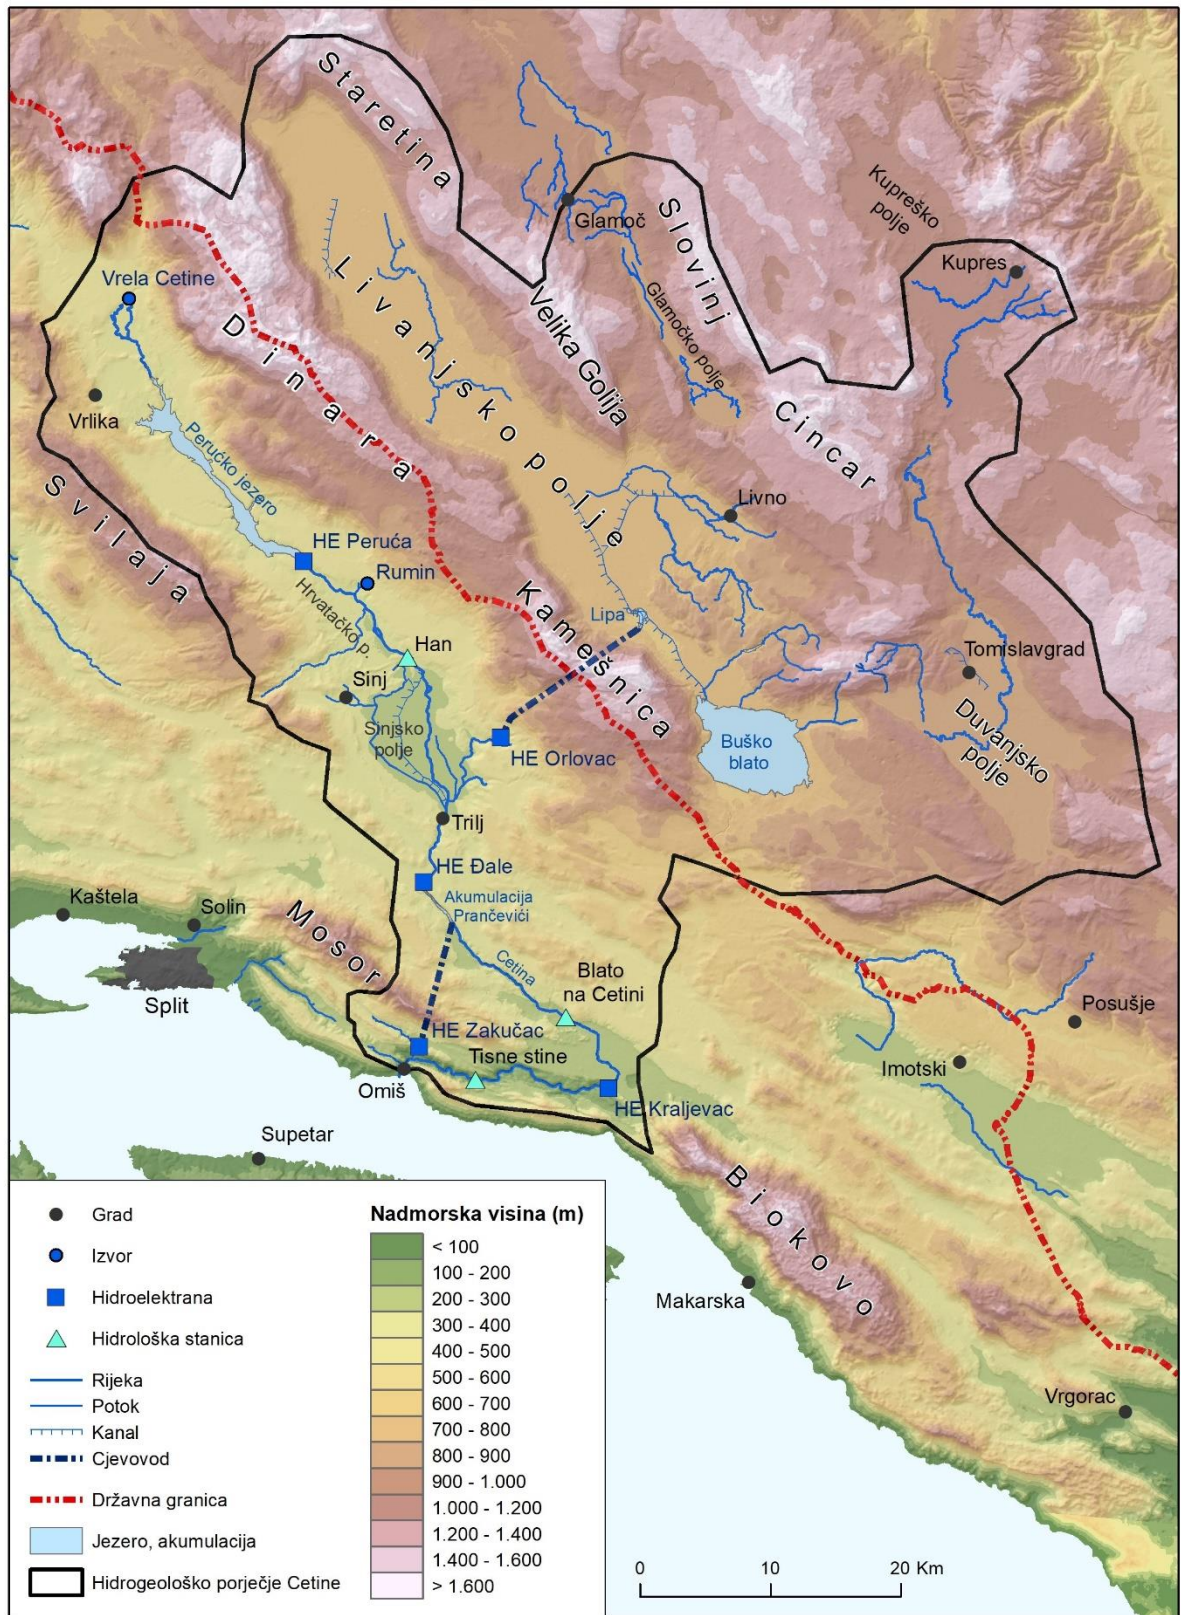 Staretina
Glamoč
Slovinj
Kupreško
polje
Kupres
Vrela Cetine
Livanjsko polje
Velika Golija
Glamočko polje
Dinara
Cincar
Vrlika
Perućko jezero
Svilaja
Livno
HE Peruća
Rumin
Hrvatačko p.
Kamešnica
Lipa
Han
Tomislavgrad
Sinj
Duvanjsko
polje
Sinjsko
polje
HE Orlovac
Buško
blato
Trilj
HE Đale
Kaštela
Solin
Mosor
Akumulacija
Prančevići
Cetina
Blato
na Cetini
Split
Posušje
HE Zakučac
Tisne stine
Imotski
Omiš
HE Kraljevac
Supetar
Biokovo
Makarska
Vrgorac
Grad
Izvor
Hidroelektrana
Hidrološka stanica
Rijeka
Potok
Kanal
Cjevovod
Državna granica
Jezero, akumulacija
Hidrogeološko porječje Cetine
Nadmorska visina (m)
< 100
100 - 200
200 - 300
300 - 400
400 - 500
500 - 600
600 - 700
700 - 800
800 - 900
900 - 1.000
1.000 - 1.200
1.200 - 1.400
1.400 - 1.600
> 1.600
0 10 20 Km